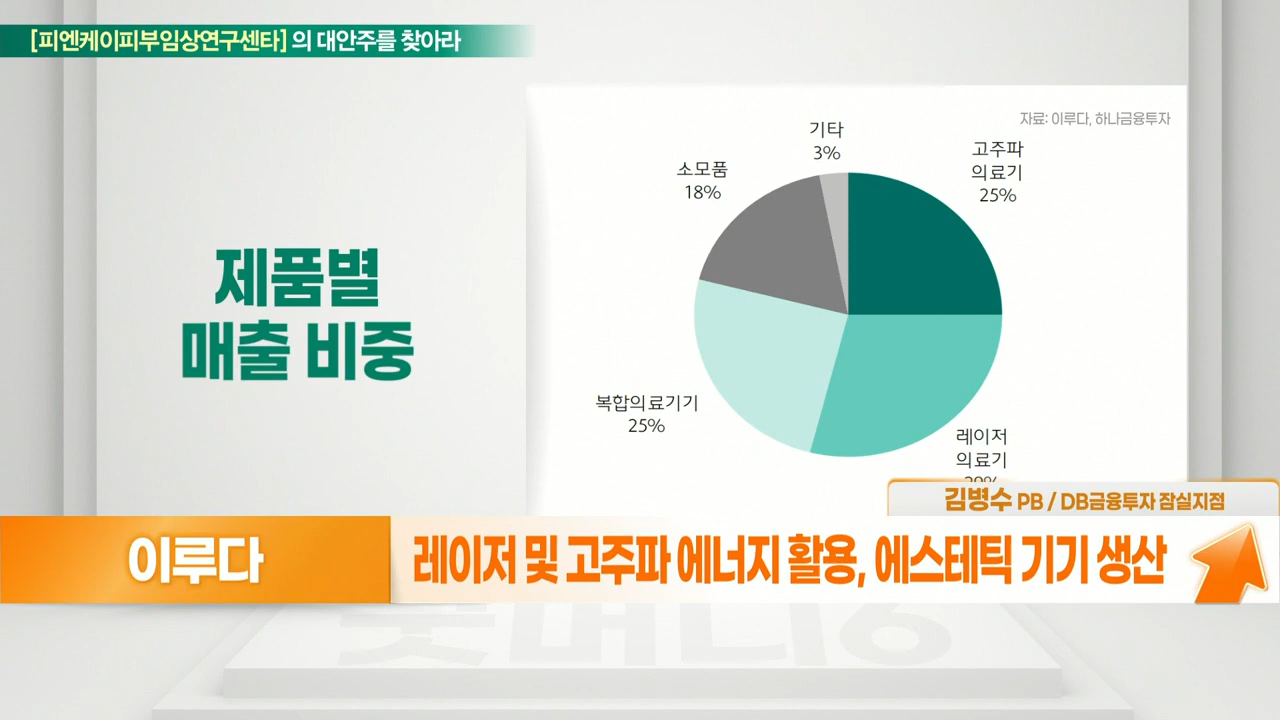 [피엔케이피부임상연구센타]의 대안주를 찾아라
자료: 이루다, 하나금융투자
제품별
매출 비중
기타
3%
고주파
의료기
25%
소모품
18%
복합의료기기
25%
레이저
의료기
김병수 PB / DB금융투자 잠실지점
이루다
레이저 및 고주파 에너지 활용, 에스테틱 기기 생산